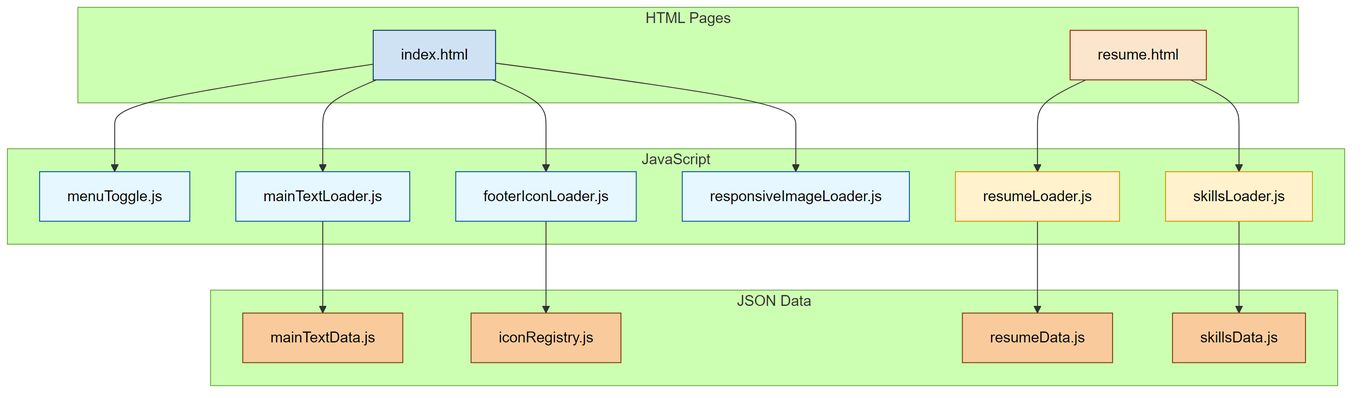 HTML Pages
index.html
resume.html
JavaScript
menuToggle.js
mainTextLoader.js
footerIconLoader.js
responsiveImageLoader.js
resumeLoader.js
skillsLoader.js
JSON Data
mainTextData.js
iconRegistry.js
resumeData.js
skillsData.js